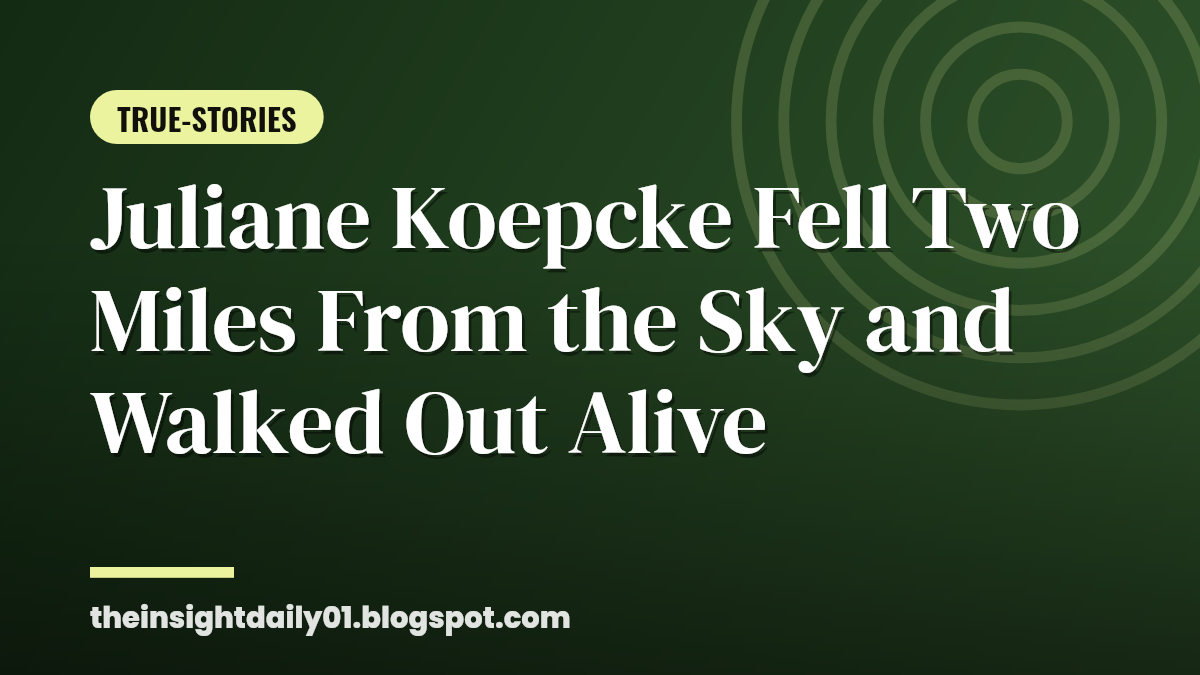 TRUE-STORIES
Juliane Koepcke Fell Two
Miles From the Sky and
Walked Out Alive
theinsightdaily01.blogspot.com